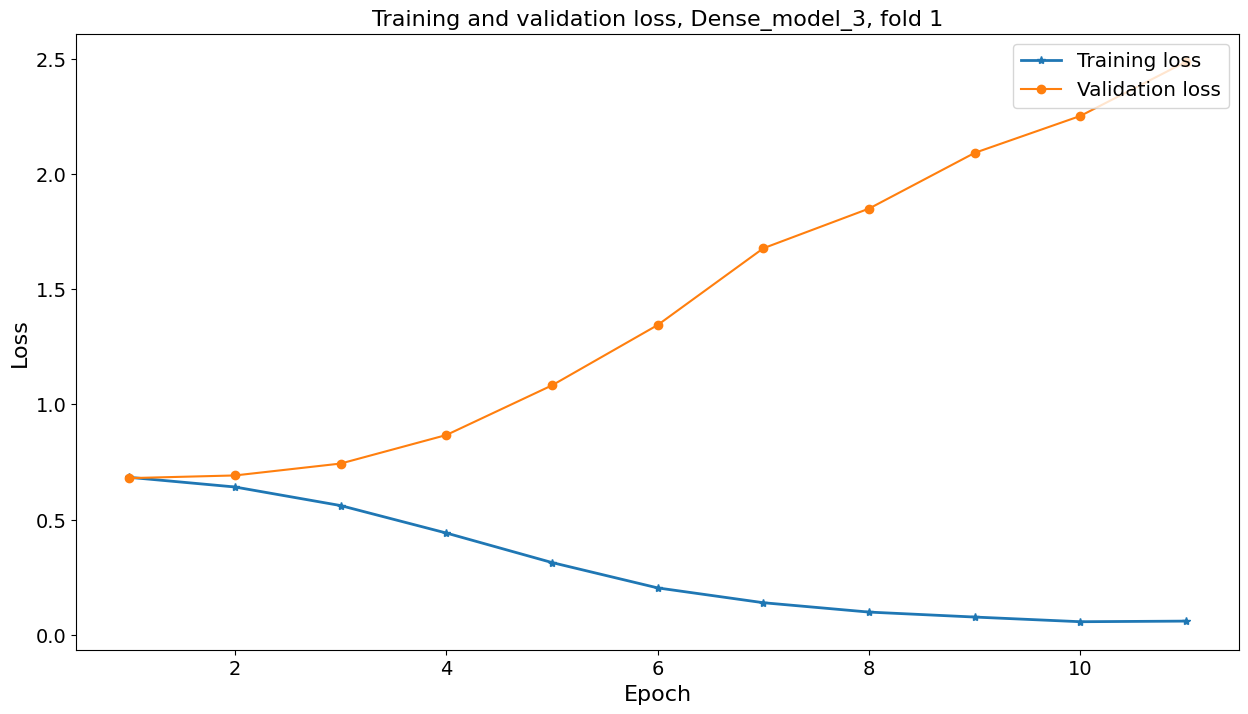 Training and validation loss, Dense_model_3, fold 1
Training loss
Validation loss
2.5
2.0
1.5
1.0
0.5
0.0
Loss
2 4 6 8 10
Epoch